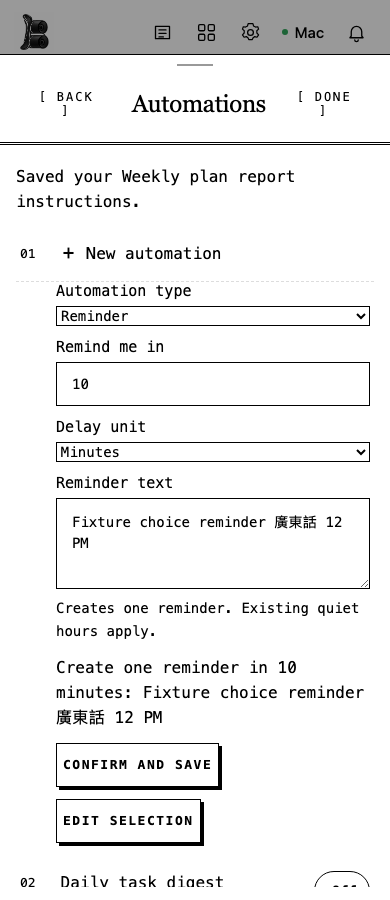 Mac
[ BACK ]
Automations
[ DONE ]
Saved your Weekly plan report
instructions.
01 + New automation
Automation type
Reminder
Remind me in
10
Delay unit
Minutes
Reminder text
Fixture choice reminder 廣東話 12
PM
Creates one reminder. Existing quiet
hours apply.
Create one reminder in 10
minutes: Fixture choice reminder
廣東話 12 PM
CONFIRM AND SAVE
EDIT SELECTION
02 Daily task digest